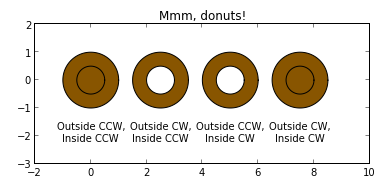 Mmm, donuts!
2
1
0
−1
−2
−3
Outside CCW, Outside CW, Outside CCW, Outside CW,
Inside CCW Inside CCW Inside CW Inside CW
−2 0 2 4 6 8 10